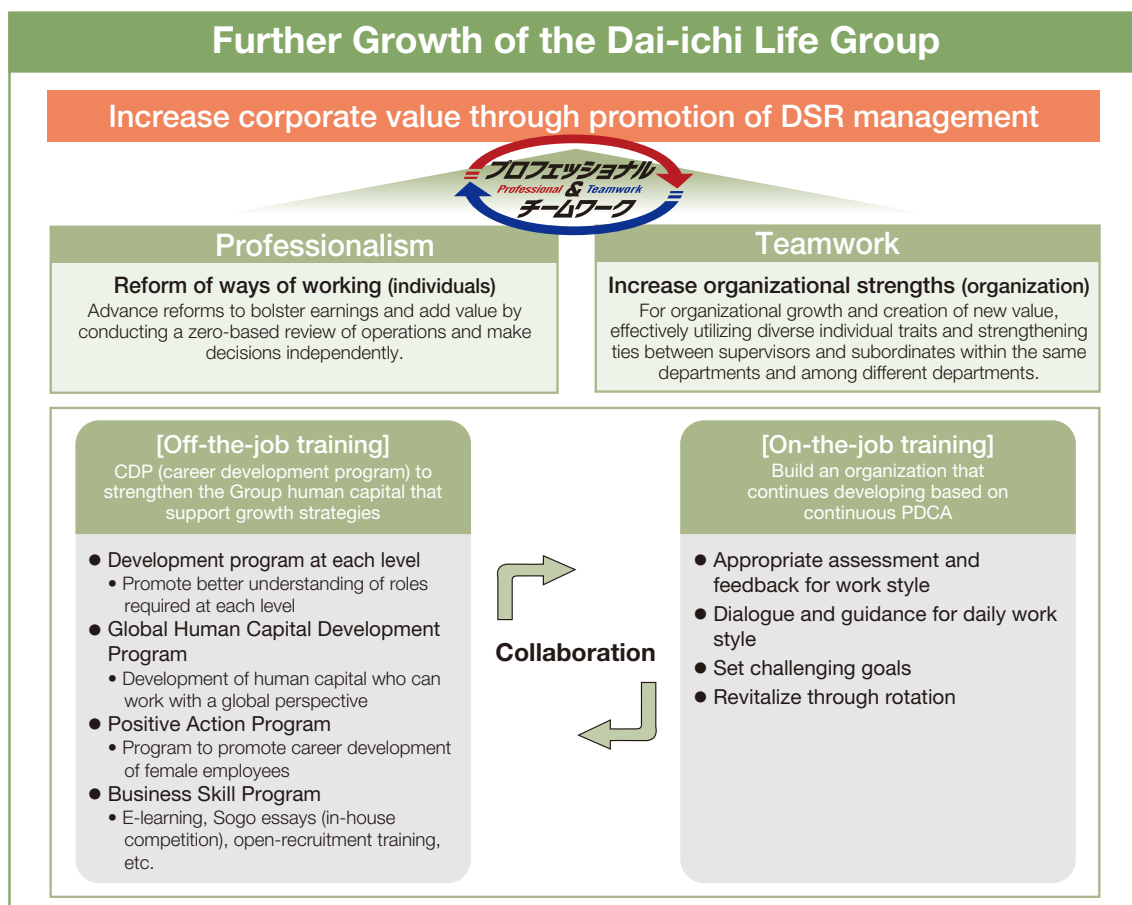 Further Growth of the Dai-ichi Life Group
Increase corporate value through promotion of DSR management
プロフェッショナル
Professional & Teamwork
チームワーク
Professionalism
Reform of ways of working (individuals)
Advance reforms to bolster earnings and add value by
conducting a zero-based review of operations and make
decisions independently.
Teamwork
Increase organizational strengths (organization)
For organizational growth and creation of new value,
effectively utilizing diverse individual traits and strengthening
ties between supervisors and subordinates within the same
departments and among different departments.
[Off-the-job training]
CDP (career development program) to
strengthen the Group human capital that
support growth strategies
● Development program at each level
• Promote better understanding of roles
required at each level
● Global Human Capital Development
Program
• Development of human capital who can
work with a global perspective
● Positive Action Program
• Program to promote career development
of female employees
● Business Skill Program
• E-learning, Sogo essays (in-house
competition), open-recruitment training,
etc.
Collaboration
[On-the-job training]
Build an organization that
continues developing based on
continuous PDCA
● Appropriate assessment and
feedback for work style
● Dialogue and guidance for daily work
style
● Set challenging goals
● Revitalize through rotation